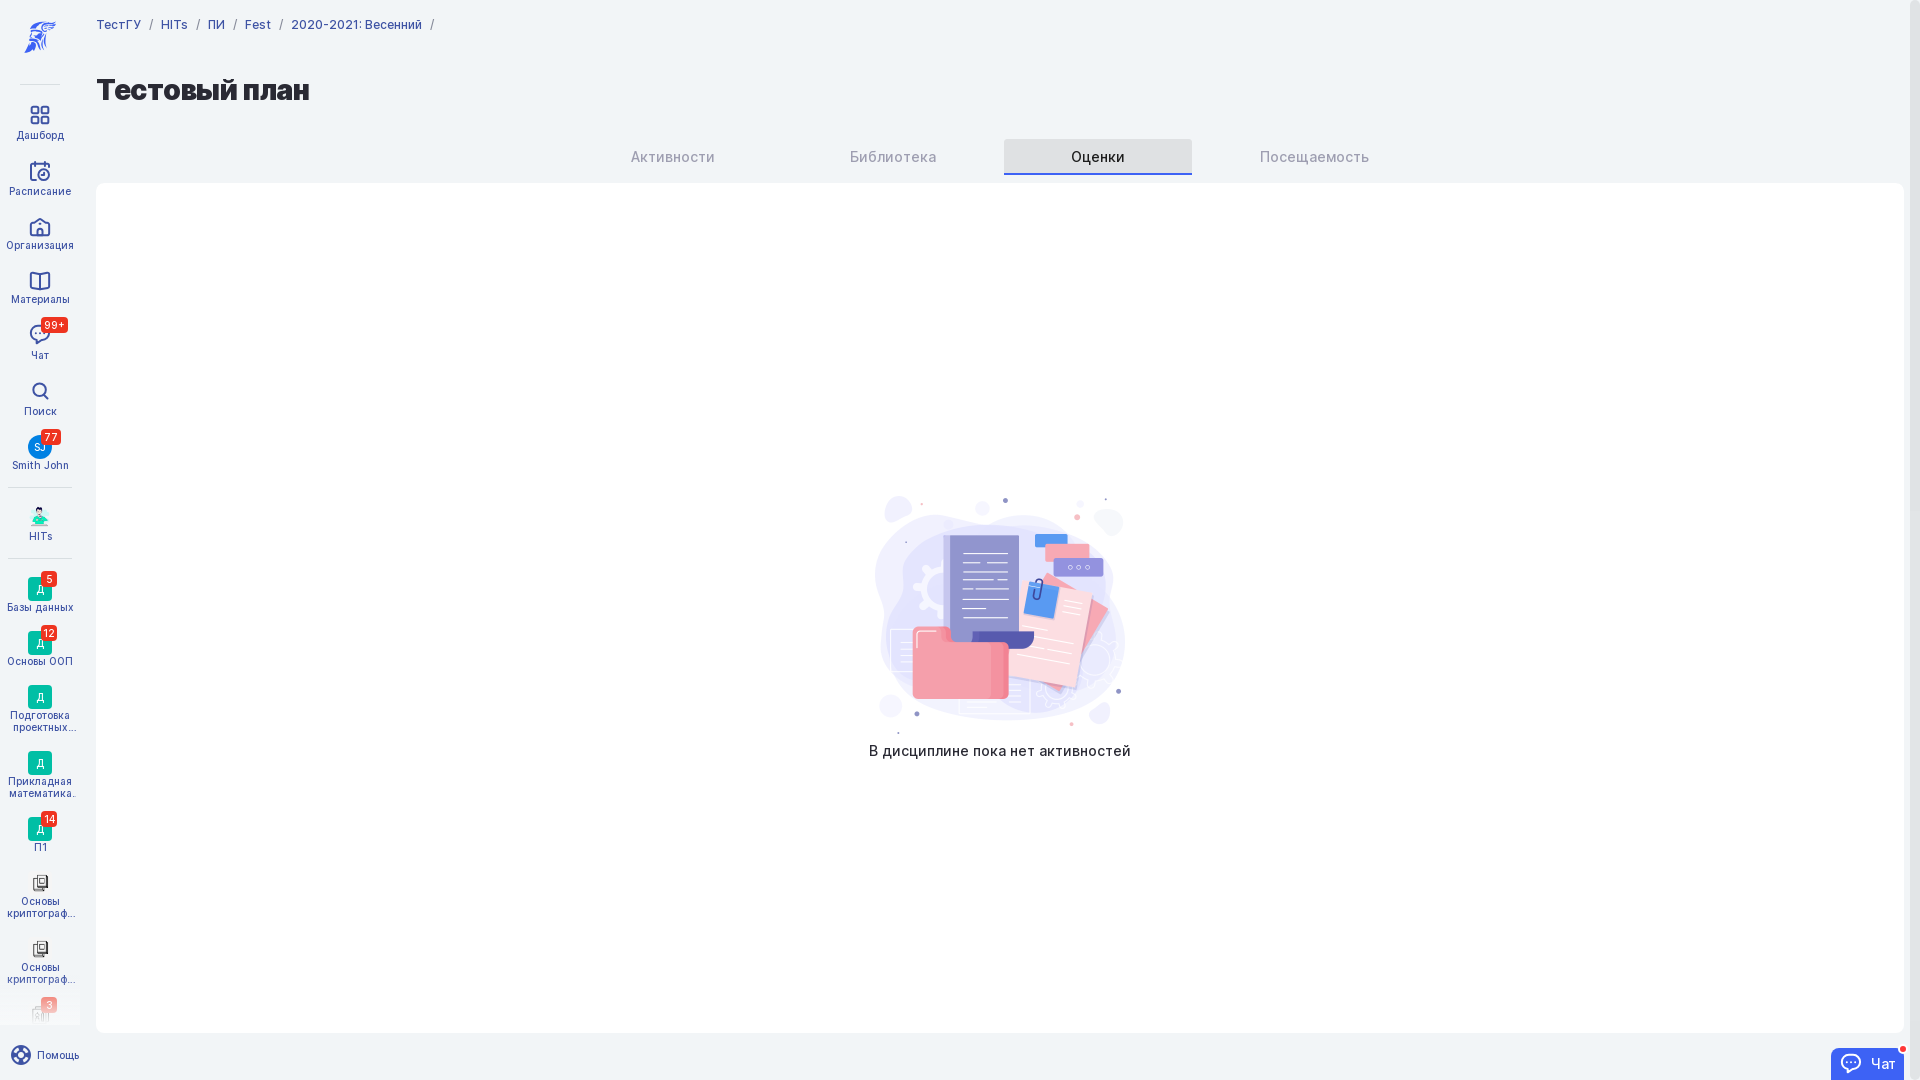 ТестГУ / HITs / ПИ / Fest / 2020-2021: Весенний /
Тестовый план
Активности
Библиотека
Оценки
Посещаемость
Дашборд
Расписание
Организация
Материалы
99+
Чат
Поиск
77
SJ
Smith John
HITs
5
Д
Базы данных
12
Д
Основы ООП
Д
Подготовка
проектных...
Д
Прикладная
математика..
14
Д
П1
Основы
криптограф...
Основы
криптограф...
3
Помощь
В дисциплине пока нет активностей
Чат